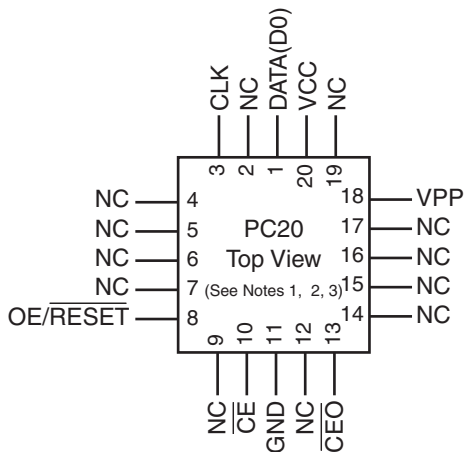 CLK
NC
DATA(D0)
VCC
NC
3
2
1
20
19
NC 4
18 VPP
NC 5
17 NC
NC 6
16 NC
NC 7
15 NC
OE/RESET 8
14 NC
PC20
Top View
(See Notes 1, 2, 3)
9
10
11
12
13
NC
CE
GND
NC
CEO